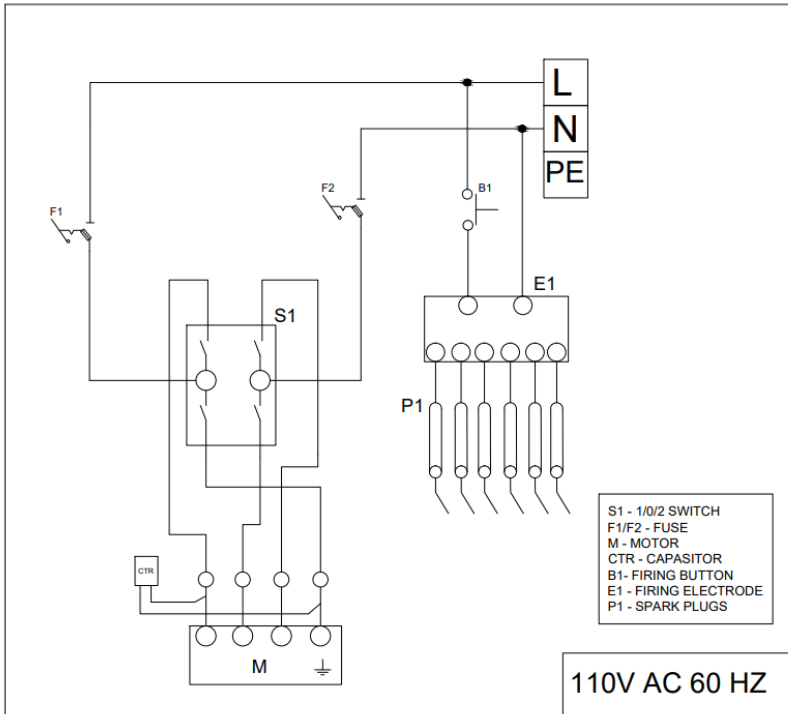 L
N
PE
F1
F2
B1
S1
E1
P1
CTR
M
S1 - 1/0/2 SWITCH
F1/F2 - FUSE
M - MOTOR
CTR - CAPASITOR
B1- FIRING BUTTON
E1 - FIRING ELECTRODE
P1 - SPARK PLUGS
110V AC 60 HZ